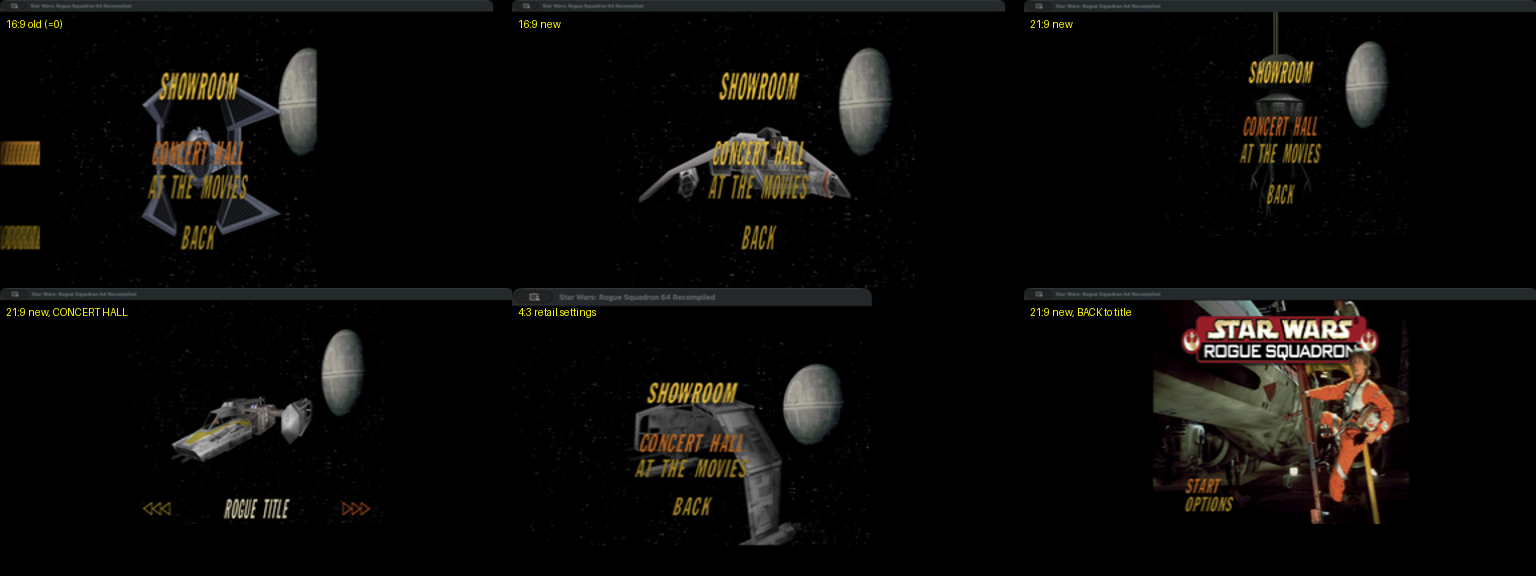 Star Wars: Rogue Squadron 64 Recompiled
16:9 old (=0)
SHOWROOM
CONCERT HALL
AT THE MOVIES
BACK
Star Wars: Rogue Squadron 64 Recompiled
16:9 new
SHOWROOM
CONCERT HALL
AT THE MOVIES
BACK
Star Wars: Rogue Squadron 64 Recompiled
21:9 new
SHOWROOM
CONCERT HALL
AT THE MOVIES
BACK
Star Wars: Rogue Squadron 64 Recompiled
21:9 new, CONCERT HALL
ROGUE TITLE
Star Wars: Rogue Squadron 64 Recompiled
4:3 retail settings
SHOWROOM
CONCERT HALL
AT THE MOVIES
BACK
Star Wars: Rogue Squadron 64 Recompiled
21:9 new, BACK to title
STAR WARS
ROGUE SQUADRON
START
OPTIONS